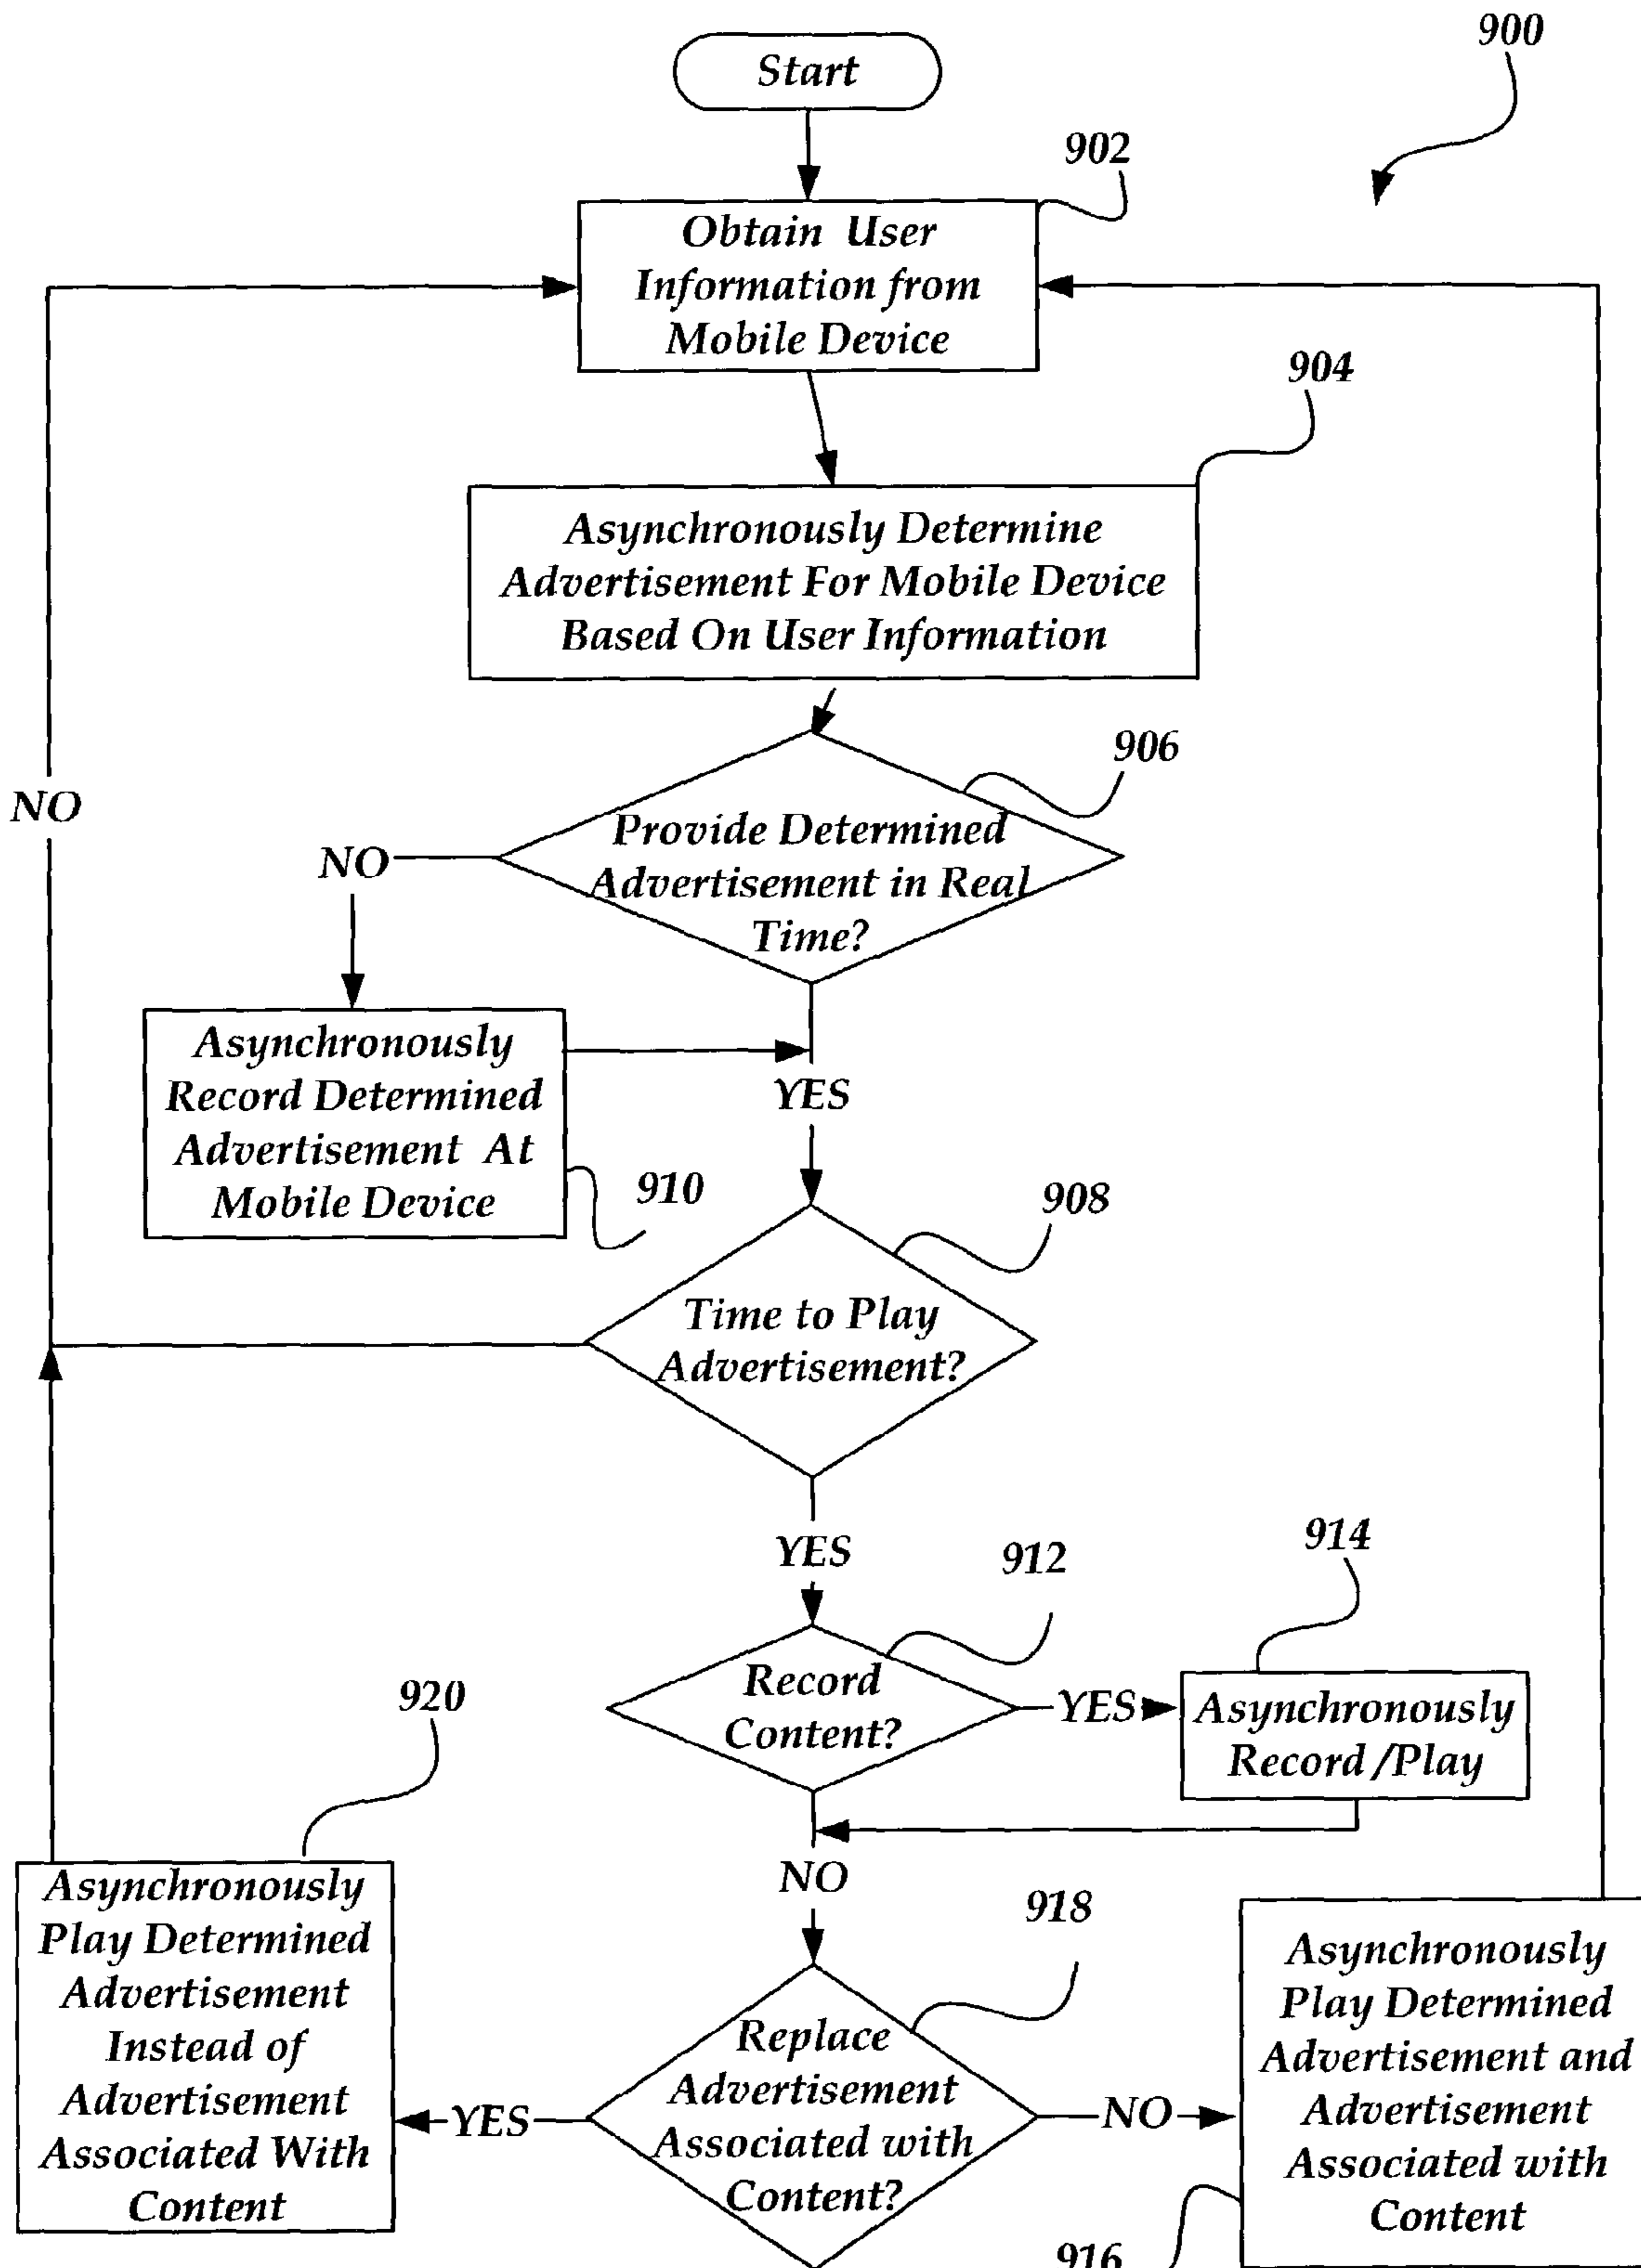 Start
900
902
Obtain User
Information from
Mobile Device
904
Asynchronously Determine
Advertisement For Mobile Device
Based On User Information
906
NO
Provide Determined
Advertisement in Real
Time?
NO
Asynchronously
Record Determined
Advertisement At
Mobile Device
910
YES
908
Time to Play
Advertisement?
YES
912
914
Record
Content?
YES
Asynchronously
Record /Play
920
NO
918
Asynchronously
Play Determined
Advertisement
Instead of
Advertisement
Associated With
Content
YES
Replace
Advertisement
Associated with
Content?
NO
Asynchronously
Play Determined
Advertisement and
Advertisement
Associated with
Content
916